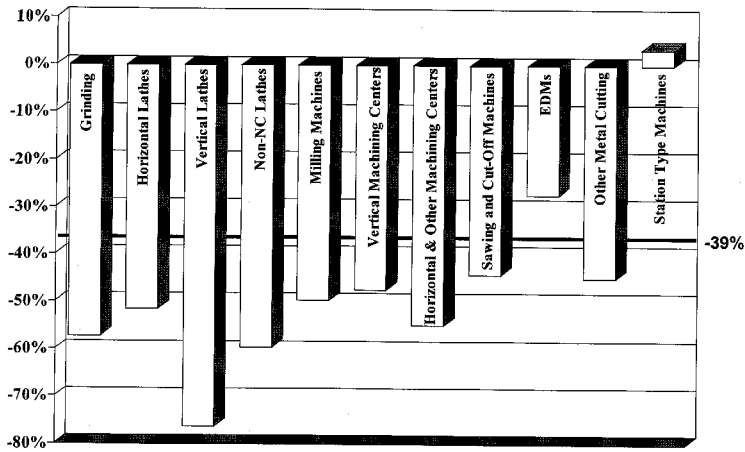 10%
0%
-10%
-20%
-30%
-40%
-50%
-60%
-70%
-80%
Grinding
Horizontal Lathes
Vertical Lathes
Non-NC Lathes
Milling Machines
Vertical Machining Centers
Horizontal & Other Machining Centers
Sawing and Cut-Off Machines
EDMs
Other Metal Cutting
Station Type Machines
-39%